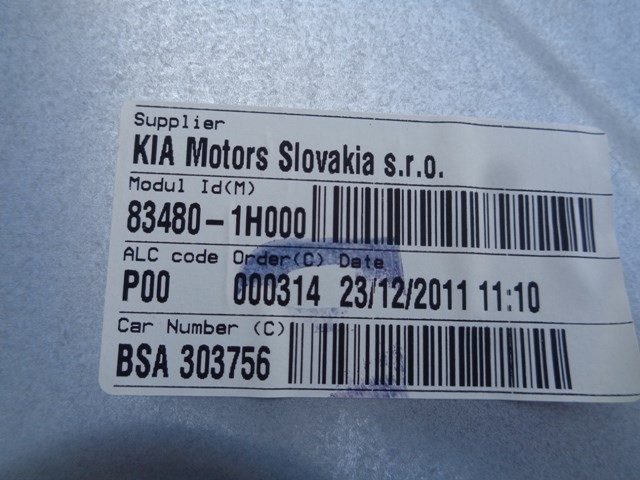 Supplier
KIA Motors Slovakia s.r.o.
Modul Id(M)
83480-1H000
ALC code Order(C) Date
P00 000314 23/12/2011 11:10
Car Number (C)
BSA 303756